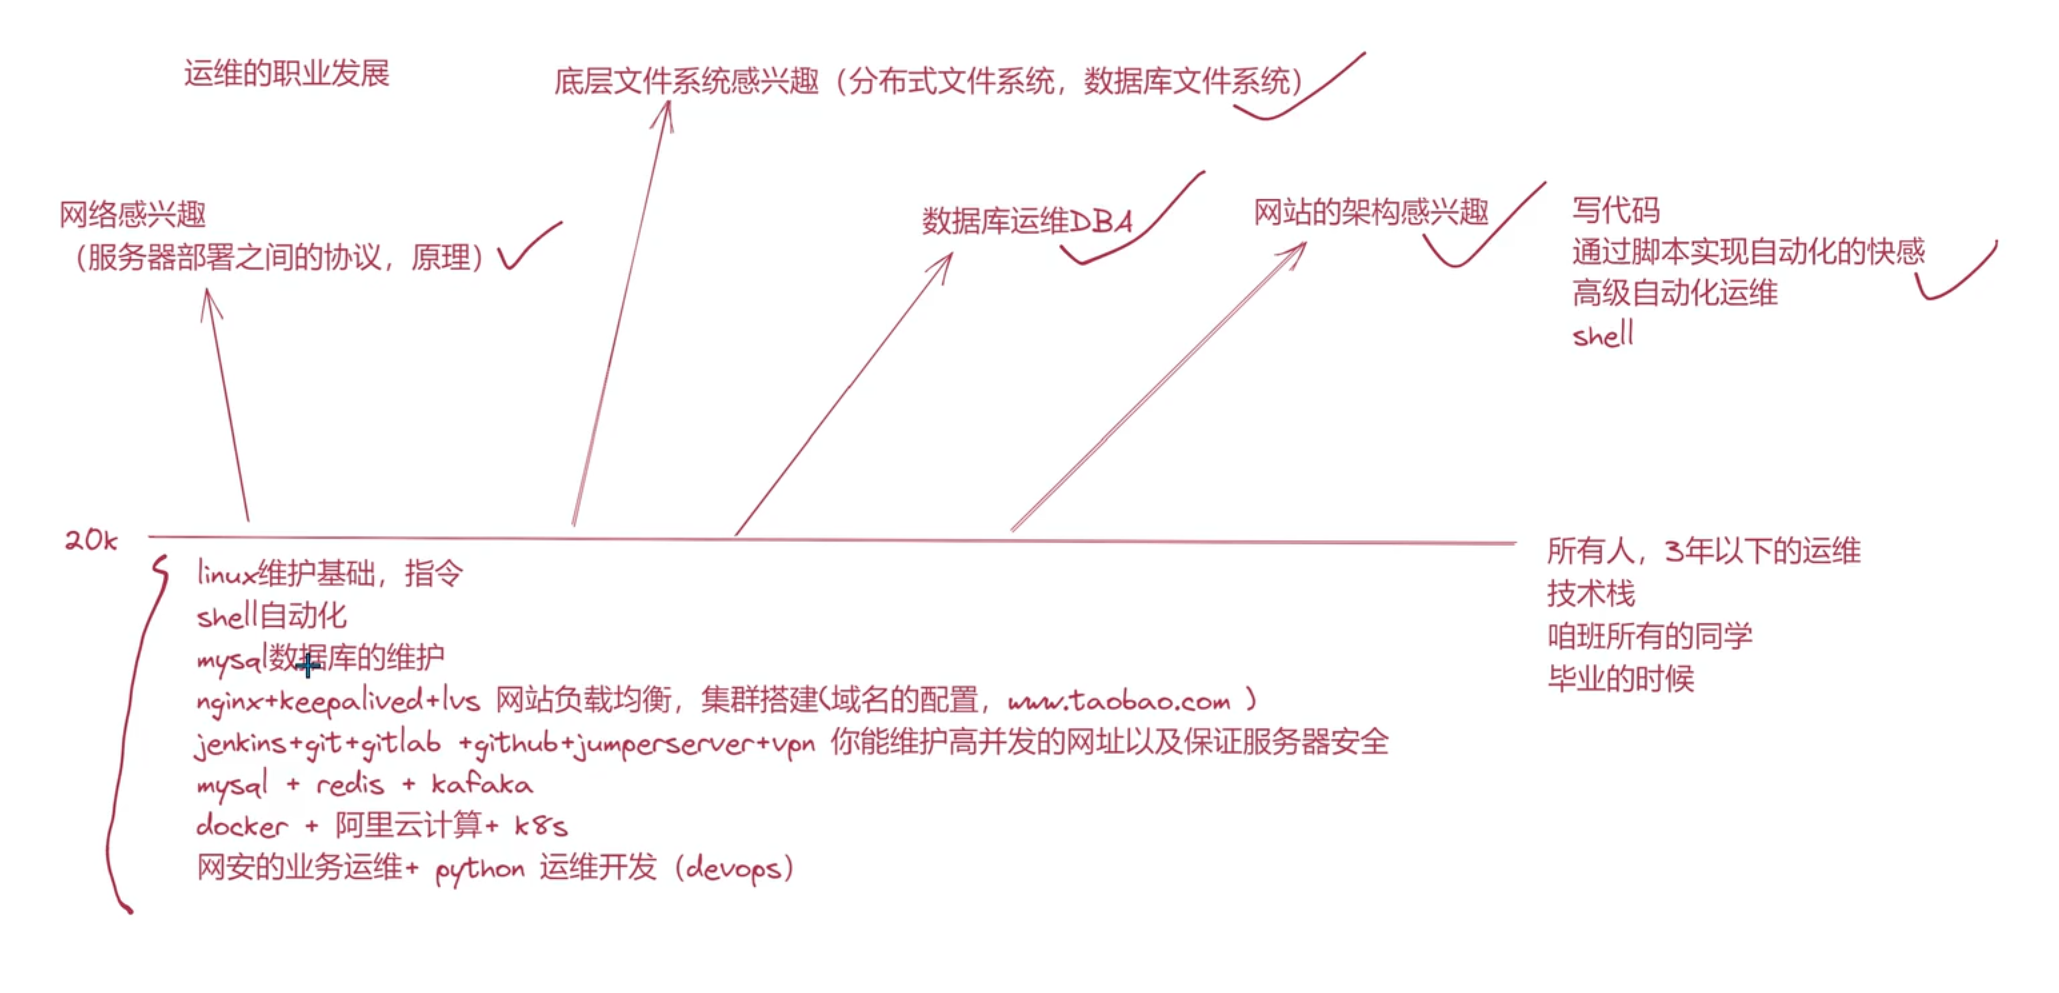 运维的职业发展
底层文件系统感兴趣（分布式文件系统，数据库文件系统）
网络感兴趣
（服务器部署之间的协议，原理）
数据库运维DBA
网站的架构感兴趣
写代码
通过脚本实现自动化的快感
高级自动化运维
shell
20k
linux维护基础，指令
shell自动化
mysql数据库的维护
nginx+keepalived+lvs 网站负载均衡，集群搭建(域名的配置，www.taobao.com )
jenkins+git+gitlab +github+jumperserver+vpn 你能维护高并发的网址以及保证服务器安全
mysql + redis + kafaka
docker + 阿里云计算+ k8s
网安的业务运维+ python 运维开发（devops）
所有人，3年以下的运维
技术栈
咱班所有的同学
毕业的时候